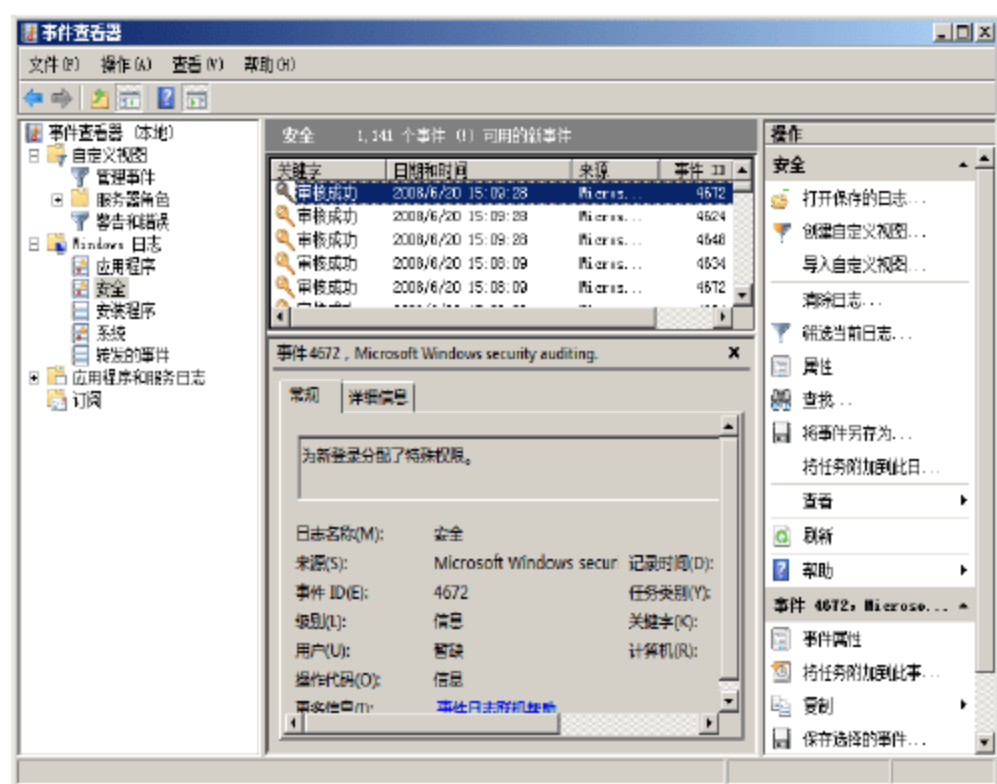 事件查看器
文件(F) 操作(A) 查看(V) 帮助(H)
事件查看器 (本地)
自定义视图
管理事件
服务器角色
警告和错误
Windows 日志
应用程序
安全
安装程序
系统
转发的事件
应用程序和服务日志
订阅
安全 1,141 个事件 (!) 可用的新事件
关键字 日期和时间 来源 事件 ID
审核成功 2008/6/20 15:09:28 Micros... 4672
审核成功 2008/6/20 15:09:28 Micros... 4624
审核成功 2008/6/20 15:09:28 Micros... 4648
审核成功 2008/6/20 15:08:09 Micros... 4634
审核成功 2008/6/20 15:08:09 Micros... 4672
事件 4672，Microsoft Windows security auditing.
常规 详细信息
为新登录分配了特殊权限。
日志名称(M): 安全
来源(S): Microsoft Windows secur 记录时间(D):
事件 ID(E): 4672 任务类别(Y):
级别(L): 信息 关键字(K):
用户(U): 暂缺 计算机(R):
操作代码(O): 信息
更多信息(I): 事件日志联机帮助
操作
安全
打开保存的日志...
创建自定义视图...
导入自定义视图...
清除日志...
筛选当前日志...
属性
查找...
将事件另存为...
将任务附加到此日...
查看
刷新
帮助
事件 4672，Microso...
事件属性
将任务附加到此事...
复制
保存选择的事件...